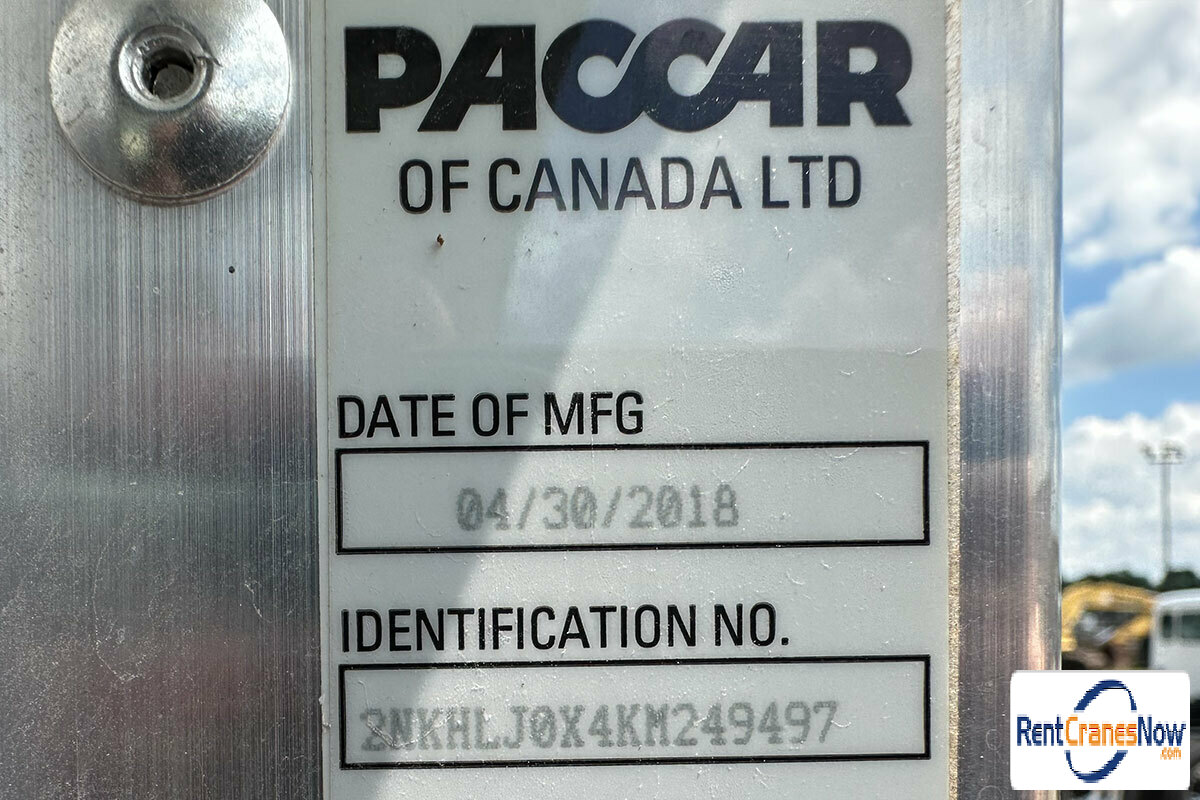 PACCAR
OF CANADA LTD
DATE OF MFG
04/30/2018
IDENTIFICATION NO.
2NKHLJ0X4KM249497
RentCranesNow
.com